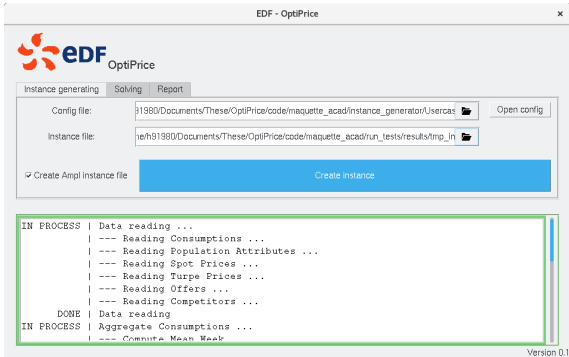 EDF - OptiPrice ×
eDF
OptiPrice
Instance generating Solving Report
Config file: 91980/Documents/These/OptiPrice/code/maquette_acad/instance_generator/Usercas Open config
Instance file: ne/h91980/Documents/These/OptiPrice/code/maquette_acad/run_tests/results/tmp_in
Create Ampl instance file Create instance
IN PROCESS | Data reading ...
| --- Reading Consumptions ...
| --- Reading Population Attributes ...
| --- Reading Spot Prices ...
| --- Reading Turpe Prices ...
| --- Reading Offers ...
| --- Reading Competitors ...
DONE | Data reading
IN PROCESS | Aggregate Consumptions ...
| --- Compute Mean Week
Version 0.1